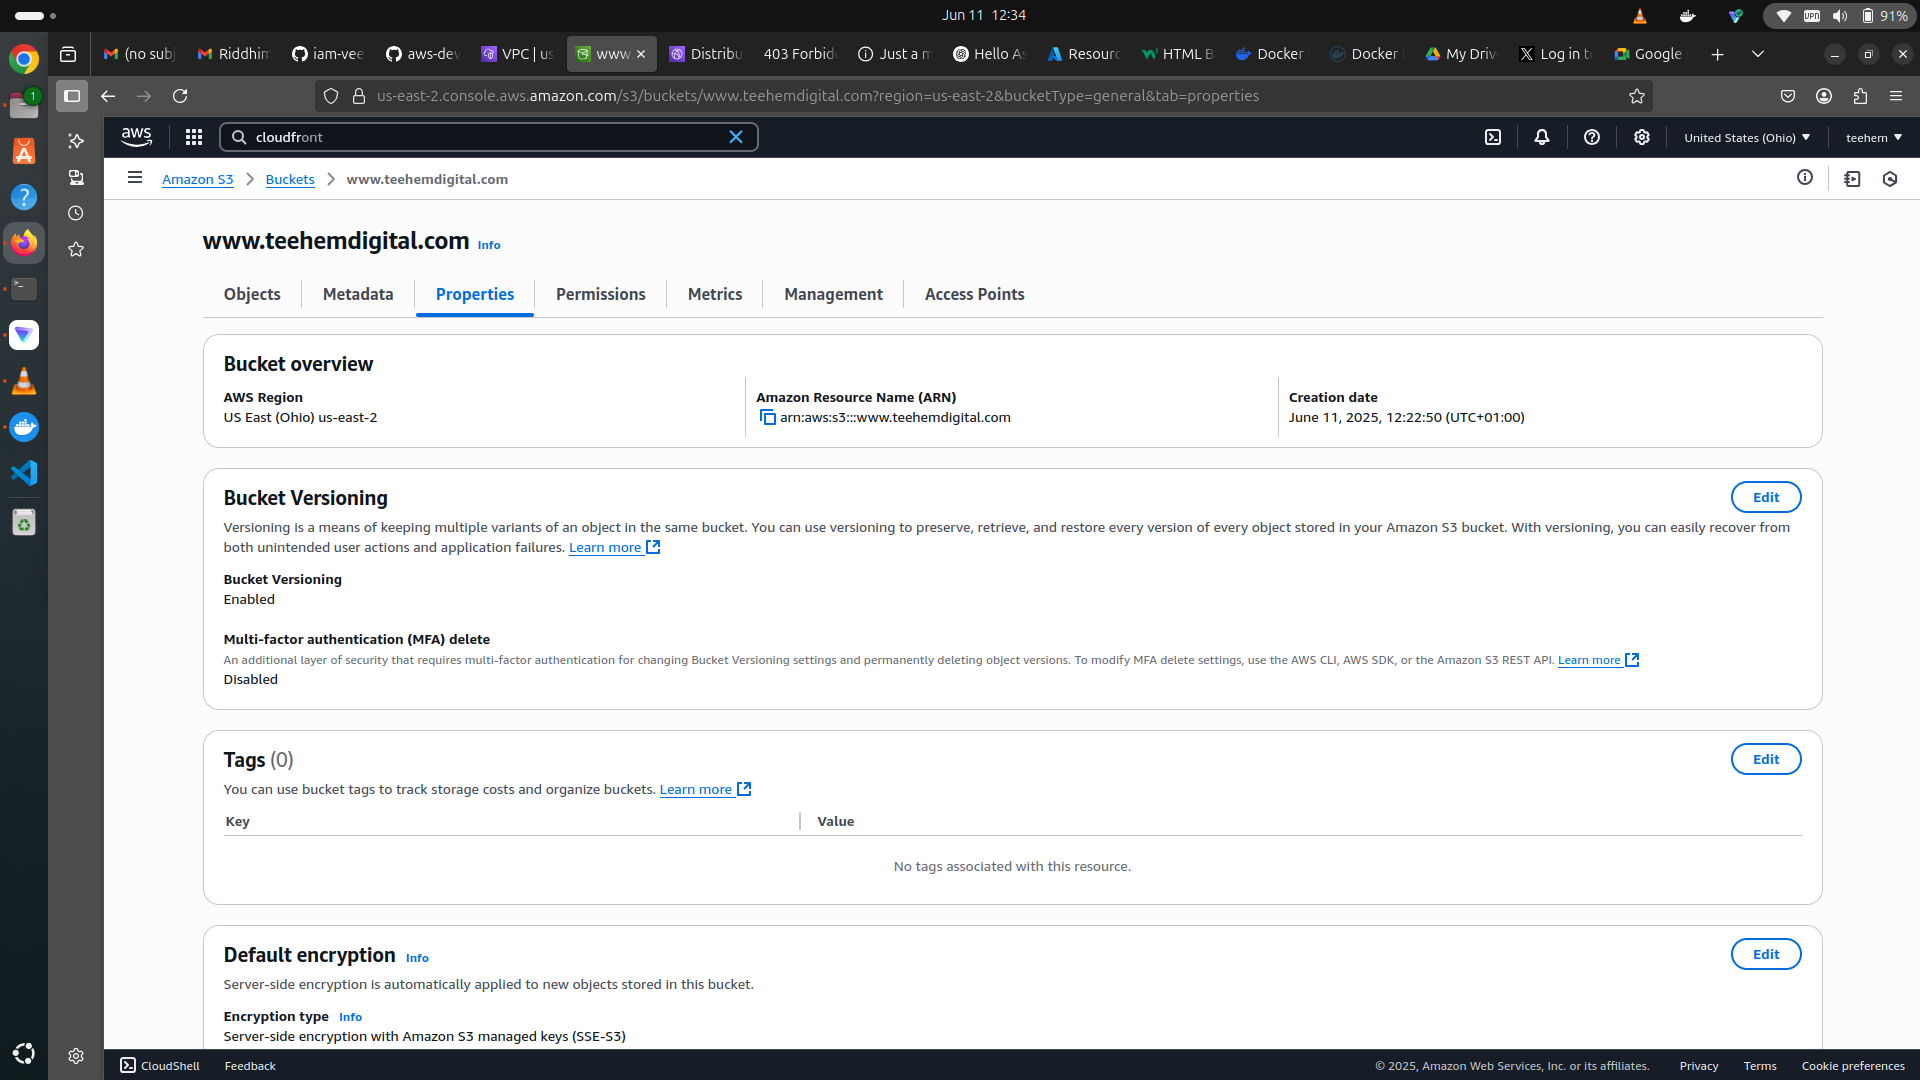 Jun 11 12:34
VPN
91%
(no subj
Riddhim
iam-vee
aws-dev
VPC | us
www.
Distribu
403 Forbid
Just a m
Hello As
Resourc
HTML B
Docker
Docker
My Driv
Log in to
Google
1
us-east-2.console.aws.amazon.com/s3/buckets/www.teehemdigital.com?region=us-east-2&bucketType=general&tab=properties
aws
cloudfront
United States (Ohio)
teehem
Amazon S3
Buckets
www.teehemdigital.com
www.teehemdigital.com Info
Objects
Metadata
Properties
Permissions
Metrics
Management
Access Points
Bucket overview
AWS Region
US East (Ohio) us-east-2
Amazon Resource Name (ARN)
arn:aws:s3:::www.teehemdigital.com
Creation date
June 11, 2025, 12:22:50 (UTC+01:00)
Bucket Versioning
Edit
Versioning is a means of keeping multiple variants of an object in the same bucket. You can use versioning to preserve, retrieve, and restore every version of every object stored in your Amazon S3 bucket. With versioning, you can easily recover from
both unintended user actions and application failures. Learn more
Bucket Versioning
Enabled
Multi-factor authentication (MFA) delete
An additional layer of security that requires multi-factor authentication for changing Bucket Versioning settings and permanently deleting object versions. To modify MFA delete settings, use the AWS CLI, AWS SDK, or the Amazon S3 REST API. Learn more
Disabled
Tags (0)
Edit
You can use bucket tags to track storage costs and organize buckets. Learn more
Key
Value
No tags associated with this resource.
Default encryption Info
Edit
Server-side encryption is automatically applied to new objects stored in this bucket.
Encryption type Info
Server-side encryption with Amazon S3 managed keys (SSE-S3)
CloudShell
Feedback
© 2025, Amazon Web Services, Inc. or its affiliates.
Privacy
Terms
Cookie preferences